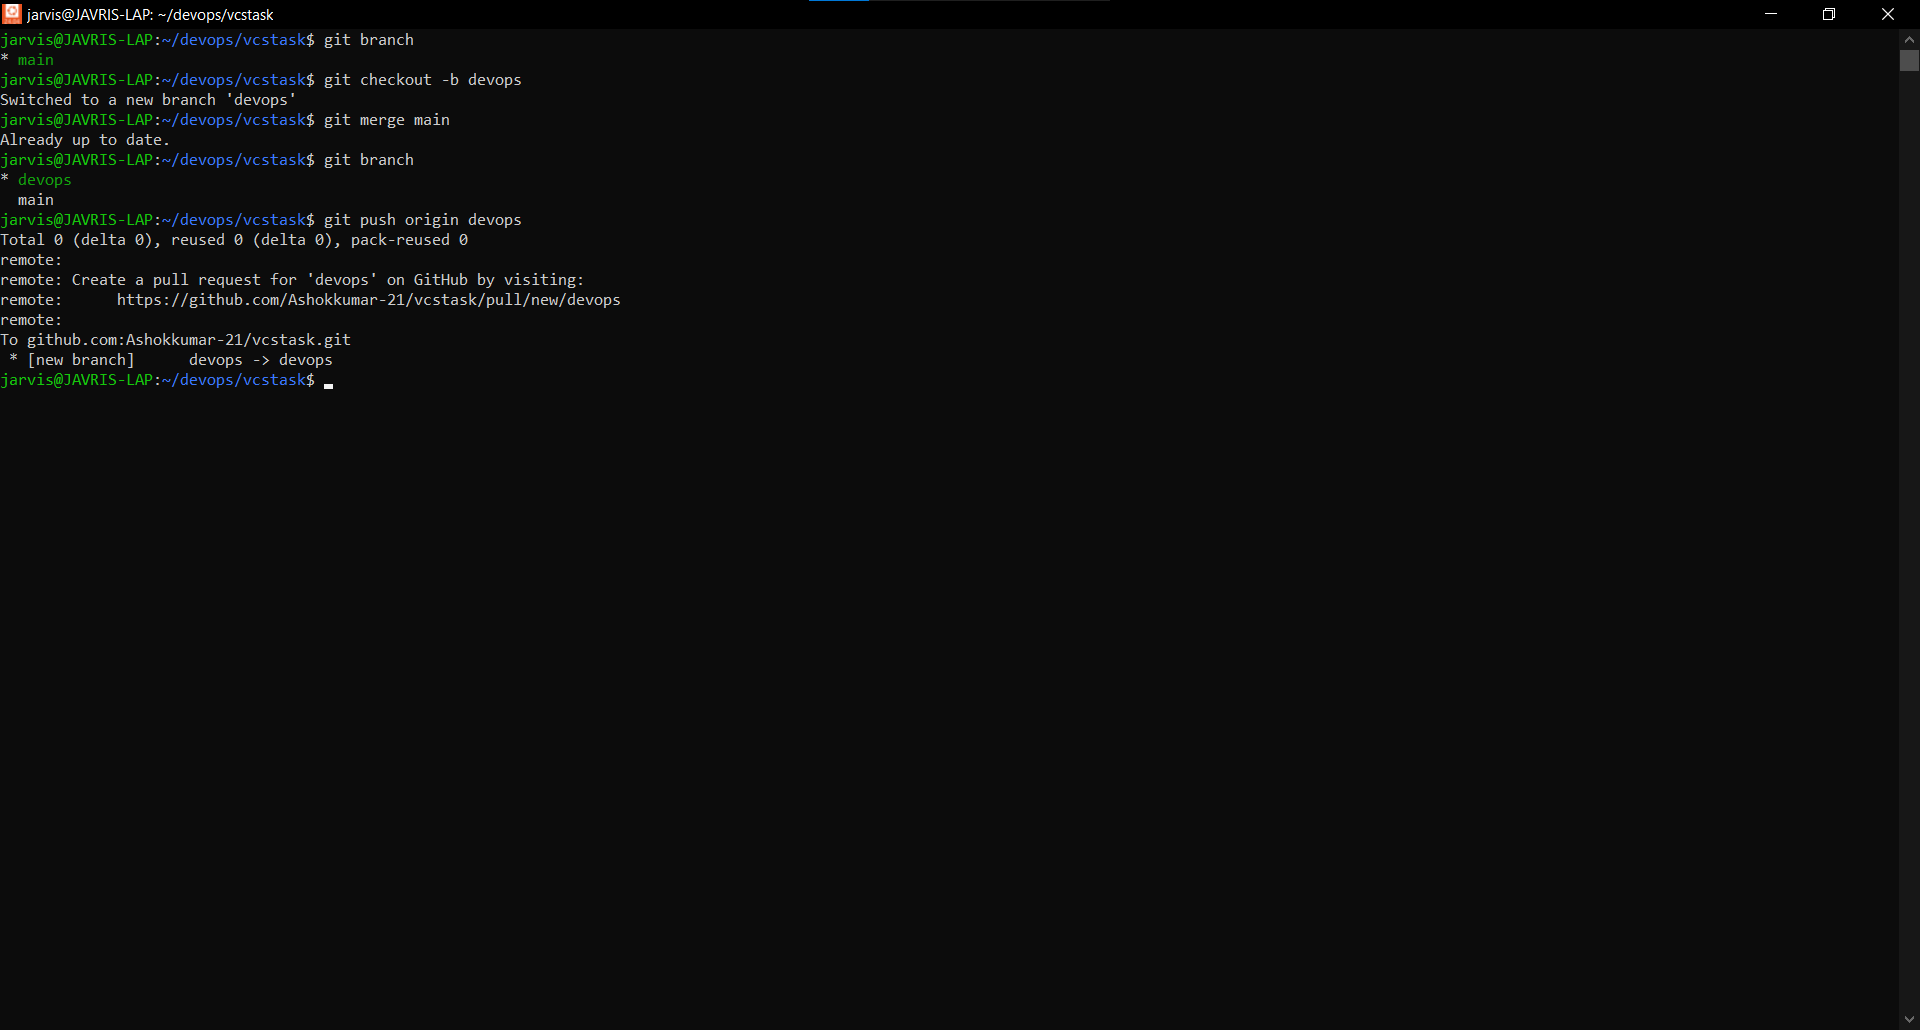 jarvis@JAVRIS-LAP: ~/devops/vcstask
jarvis@JAVRIS-LAP:~/devops/vcstask$ git branch
* main
jarvis@JAVRIS-LAP:~/devops/vcstask$ git checkout -b devops
Switched to a new branch 'devops'
jarvis@JAVRIS-LAP:~/devops/vcstask$ git merge main
Already up to date.
jarvis@JAVRIS-LAP:~/devops/vcstask$ git branch
* devops
  main
jarvis@JAVRIS-LAP:~/devops/vcstask$ git push origin devops
Total 0 (delta 0), reused 0 (delta 0), pack-reused 0
remote:
remote: Create a pull request for 'devops' on GitHub by visiting:
remote:      https://github.com/Ashokkumar-21/vcstask/pull/new/devops
remote:
To github.com:Ashokkumar-21/vcstask.git
 * [new branch]      devops -> devops
jarvis@JAVRIS-LAP:~/devops/vcstask$